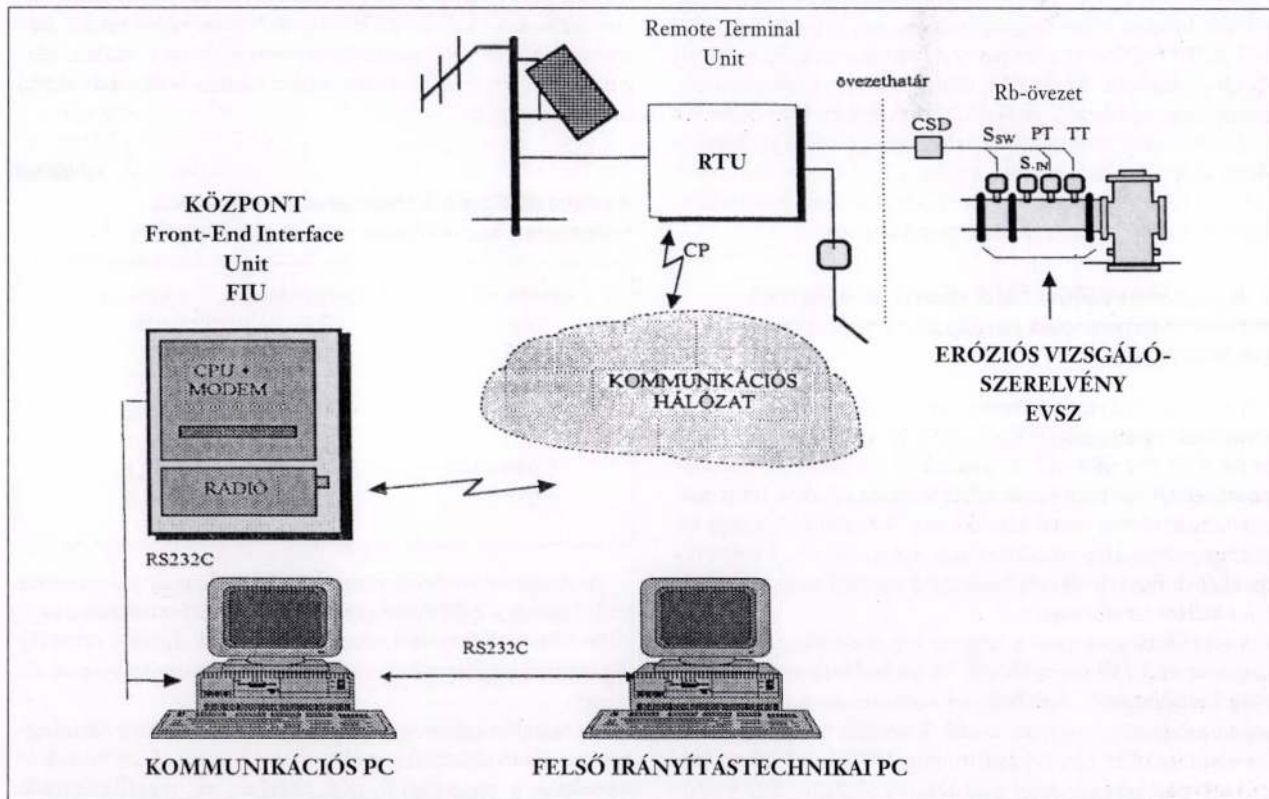 Remote Terminal
Unit
övezethatár
Rb-övezet
CSD
S_SW PT TT
S_IN
RTU
CP
KÖZPONT
Front-End Interface
Unit
FIU
CPU +
MODEM
RÁDIÓ
RS232C
KOMMUNIKÁCIÓS
HÁLÓZAT
ERÓZIÓS VIZSGÁLÓ-
SZERELVÉNY
EVSZ
RS232C
KOMMUNIKÁCIÓS PC
FELSŐ IRÁNYÍTÁSTECHNIKAI PC